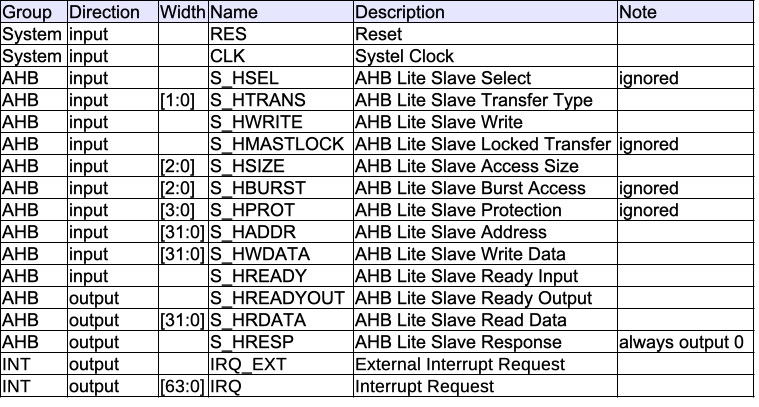 Group Direction Width Name Description Note
System input RES Reset
System input CLK Systel Clock
AHB input S_HSEL AHB Lite Slave Select ignored
AHB input [1:0] S_HTRANS AHB Lite Slave Transfer Type
AHB input S_HWRITE AHB Lite Slave Write
AHB input S_HMASTLOCK AHB Lite Slave Locked Transfer ignored
AHB input [2:0] S_HSIZE AHB Lite Slave Access Size
AHB input [2:0] S_HBURST AHB Lite Slave Burst Access ignored
AHB input [3:0] S_HPROT AHB Lite Slave Protection ignored
AHB input [31:0] S_HADDR AHB Lite Slave Address
AHB input [31:0] S_HWDATA AHB Lite Slave Write Data
AHB input S_HREADY AHB Lite Slave Ready Input
AHB output S_HREADYOUT AHB Lite Slave Ready Output
AHB output [31:0] S_HRDATA AHB Lite Slave Read Data
AHB output S_HRESP AHB Lite Slave Response always output 0
INT output IRQ_EXT External Interrupt Request
INT output [63:0] IRQ Interrupt Request